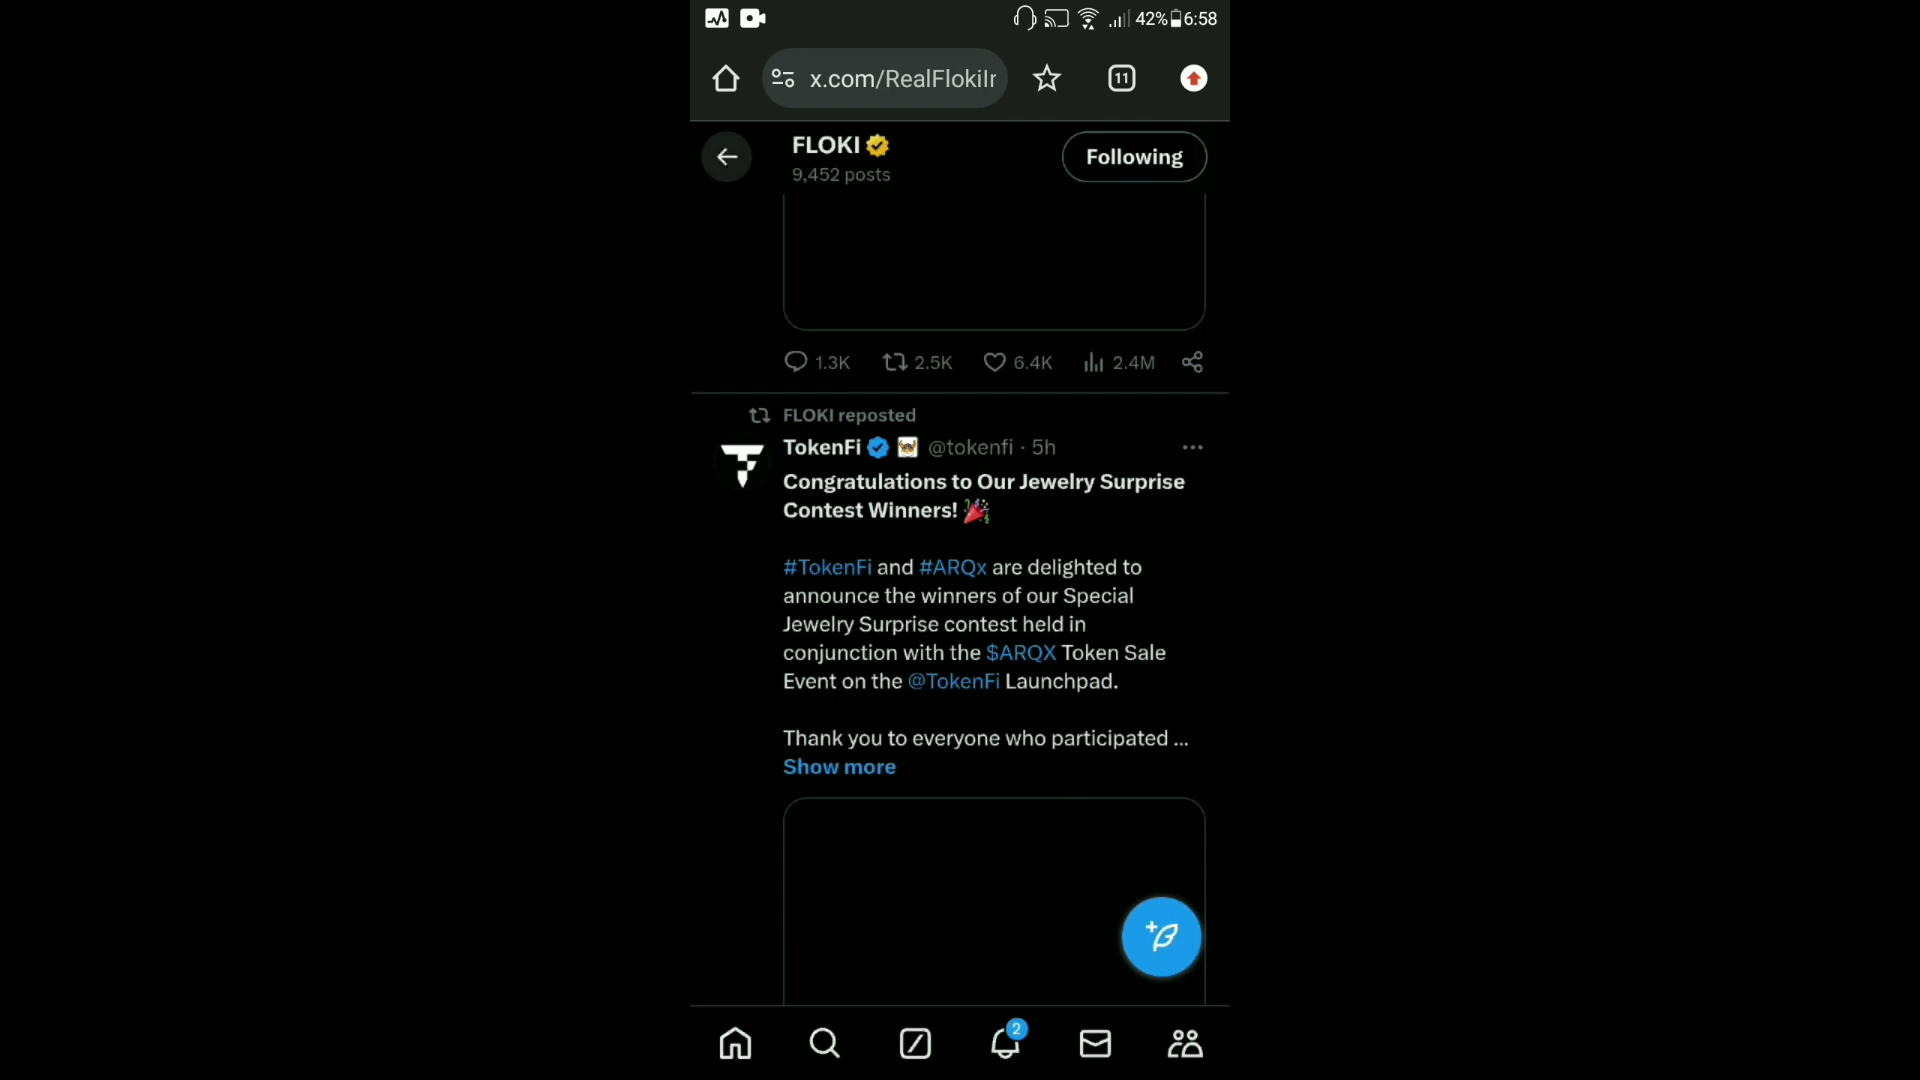 42% 6:58
x.com/RealFlokiIr
11
FLOKI
9,452 posts
Following
1.3K 2.5K 6.4K 2.4M
FLOKI reposted
TokenFi @tokenfi · 5h
Congratulations to Our Jewelry Surprise
Contest Winners!
#TokenFi and #ARQx are delighted to
announce the winners of our Special
Jewelry Surprise contest held in
conjunction with the $ARQX Token Sale
Event on the @TokenFi Launchpad.
Thank you to everyone who participated ...
Show more
2